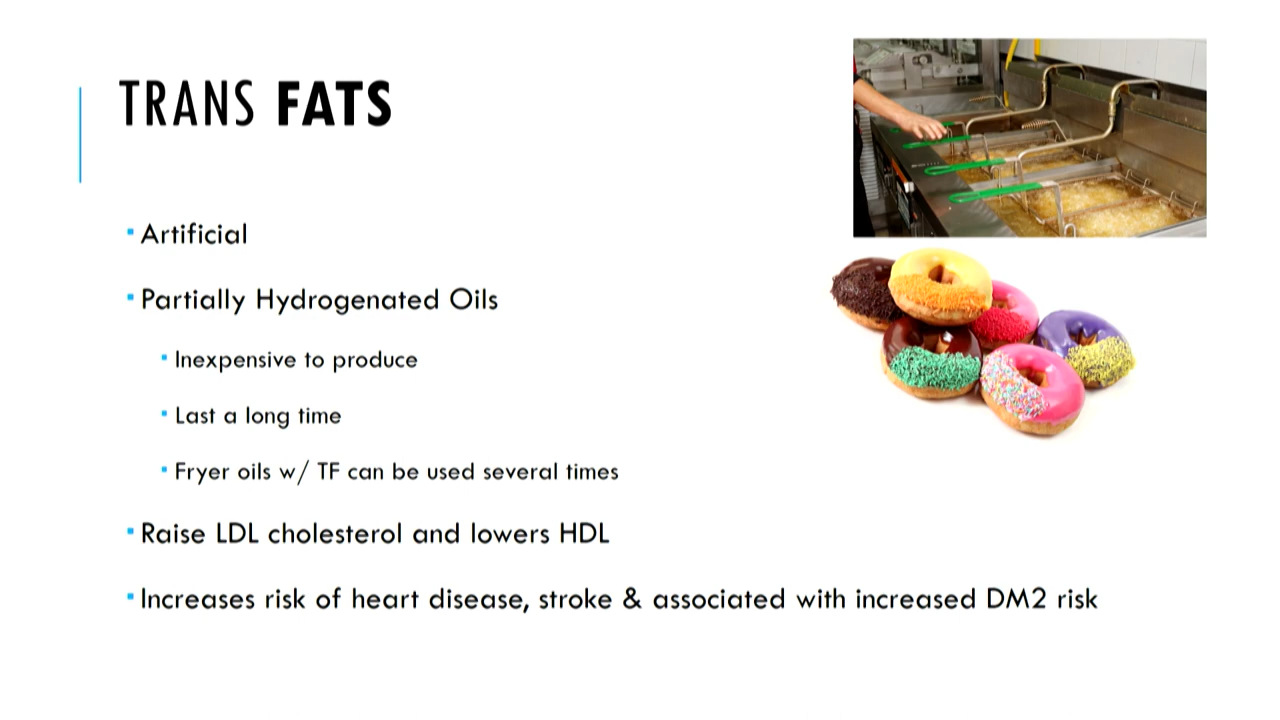 TRANS FATS
Artificial
Partially Hydrogenated Oils
Inexpensive to produce
Last a long time
Fryer oils w/ TF can be used several times
Raise LDL cholesterol and lowers HDL
Increases risk of heart disease, stroke & associated with increased DM2 risk